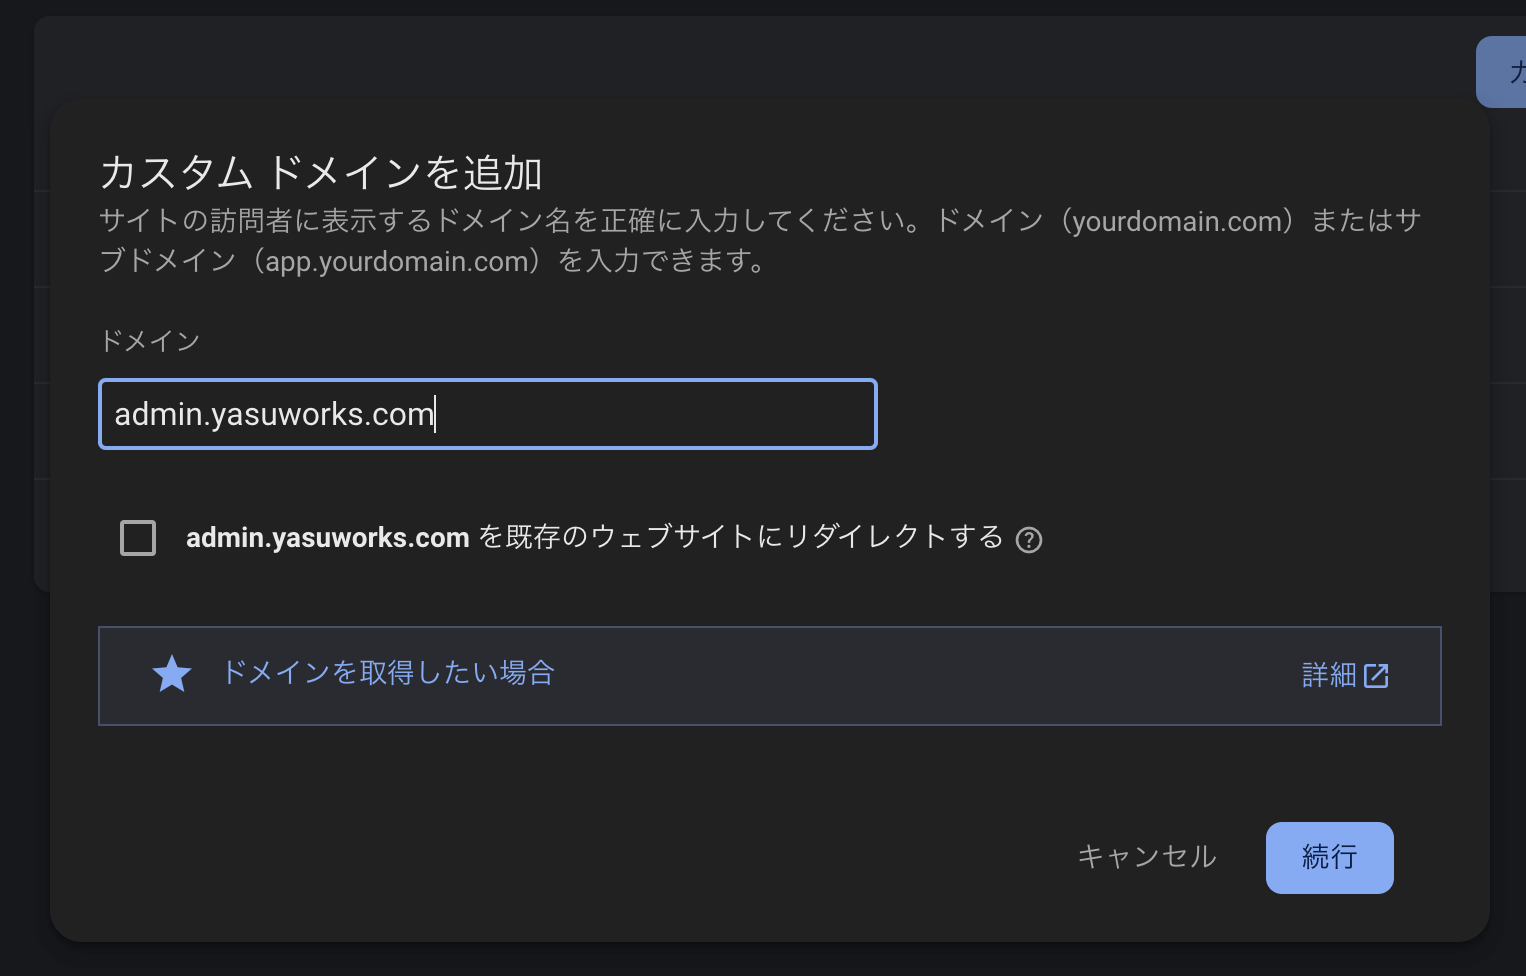 カスタム ドメインを追加
サイトの訪問者に表示するドメイン名を正確に入力してください。ドメイン（yourdomain.com）またはサ
ブドメイン（app.yourdomain.com）を入力できます。
ドメイン
admin.yasuworks.com
admin.yasuworks.com を既存のウェブサイトにリダイレクトする
ドメインを取得したい場合
詳細
キャンセル
続行